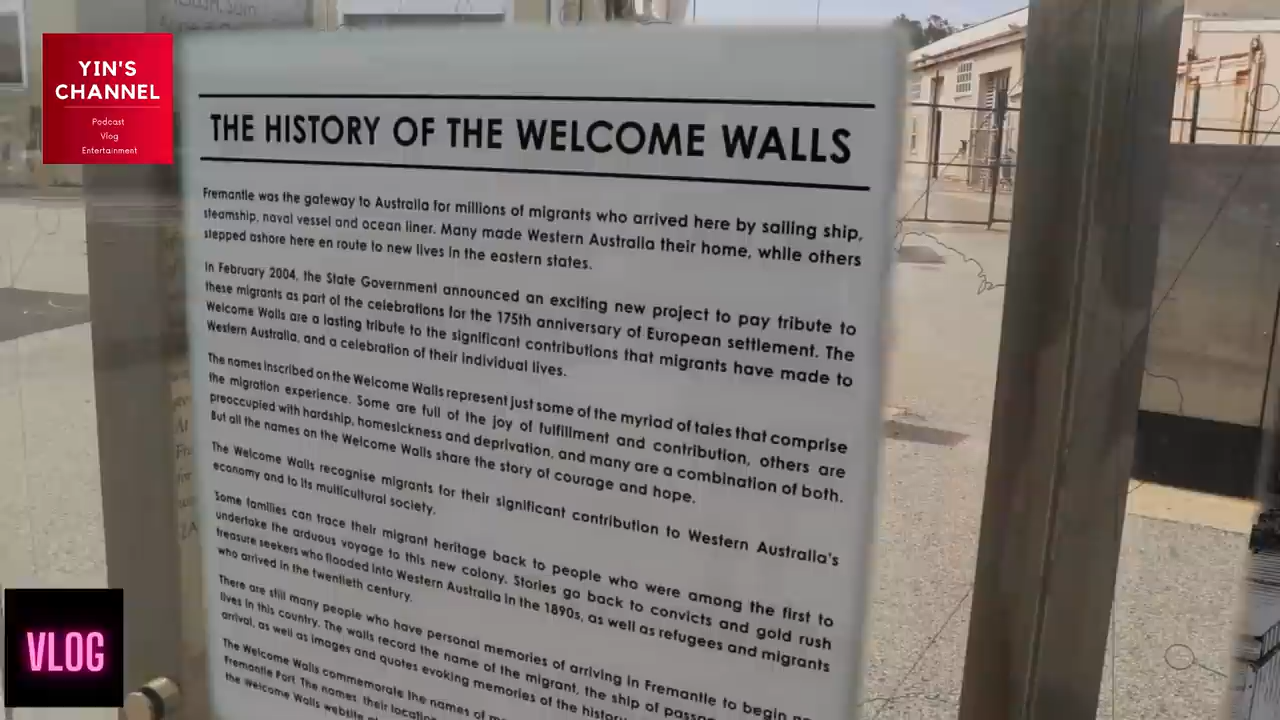 YIN'S
CHANNEL
Podcast
Vlog
Entertainment
THE HISTORY OF THE WELCOME WALLS
Fremantle was the gateway to Australia for millions of migrants who arrived here by sailing ship,
steamship, naval vessel and ocean liner. Many made Western Australia their home, while others
stepped ashore here en route to new lives in the eastern states.
In February 2004, the State Government announced an exciting new project to pay tribute to
these migrants as part of the celebrations for the 175th anniversary of European settlement. The
Welcome Walls are a lasting tribute to the significant contributions that migrants have made to
Western Australia, and a celebration of their individual lives.
The names inscribed on the Welcome Walls represent just some of the myriad of tales that comprise
the migration experience. Some are full of the joy of fulfillment and contribution, others are
preoccupied with hardship, homesickness and deprivation, and many are a combination of both.
But all the names on the Welcome Walls share the story of courage and hope.
The Welcome Walls recognise migrants for their significant contribution to Western Australia's
economy and to its multicultural society.
Some families can trace their migrant heritage back to people who were among the first to
undertake the arduous voyage to this new colony. Stories go back to convicts and gold rush
treasure seekers who flooded into Western Australia in the 1890s, as well as refugees and migrants
who arrived in the twentieth century.
There are still many people who have personal memories of arriving in Fremantle to begin
lives in this country. The walls record the name of the migrant, the ship of
arrival, as well as images and quotes evoking memories of the
The Welcome Walls commemorate the names of
Fremantle Port. The names, their
the Welcome Walls website
VLOG